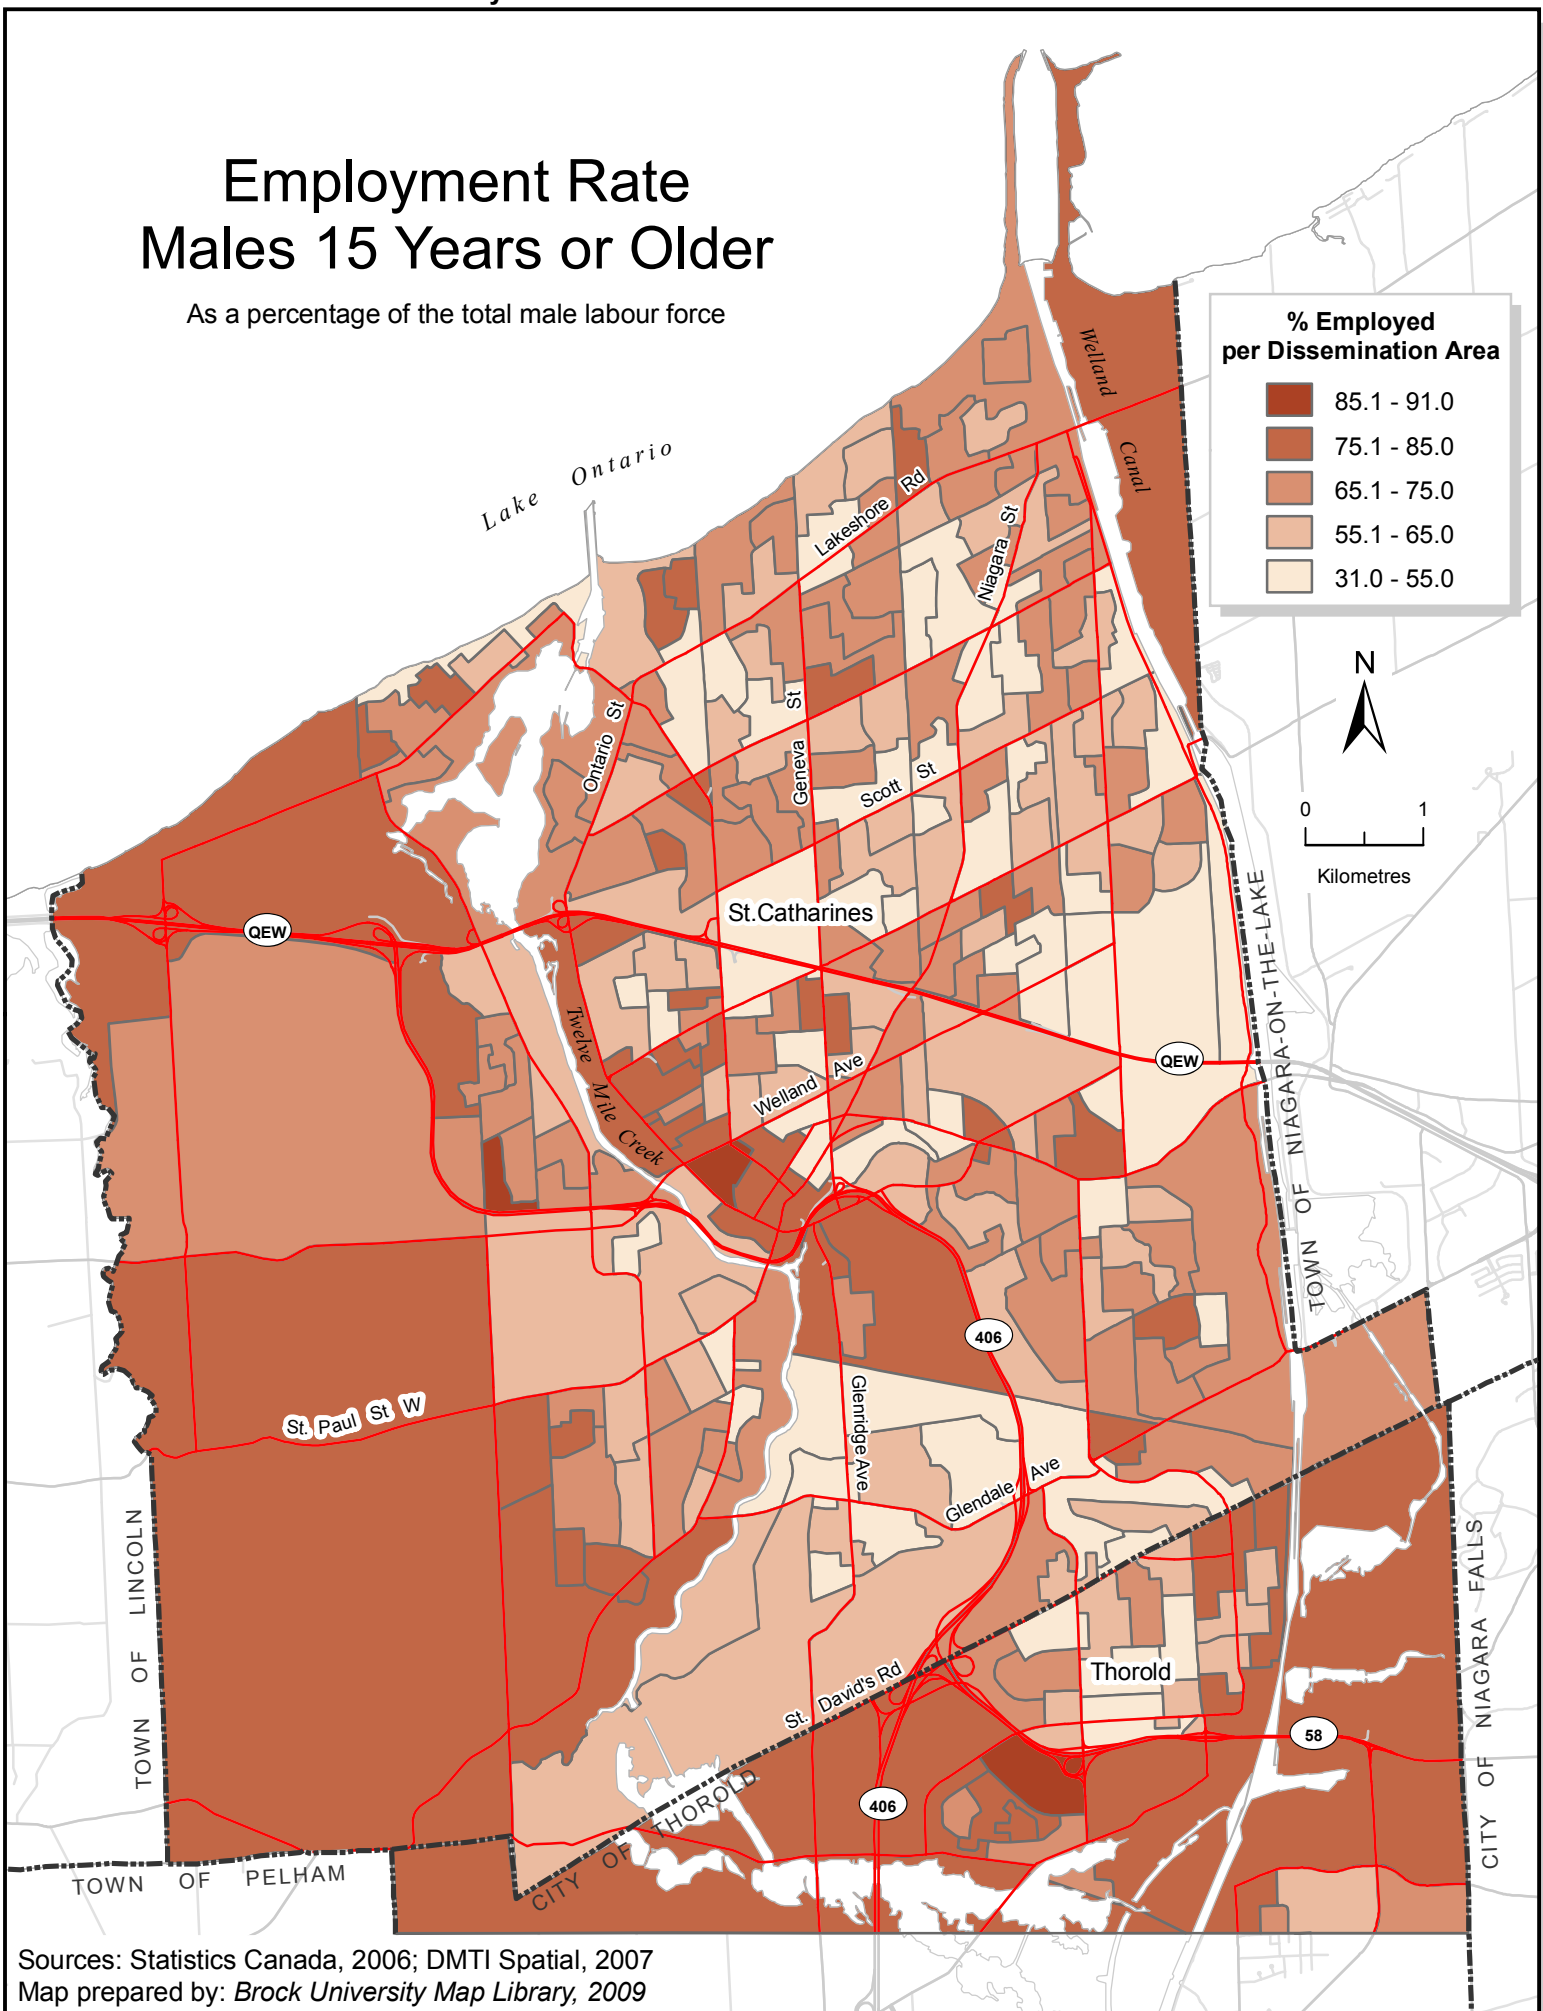 Employment Rate
Males 15 Years or Older
As a percentage of the total male labour force
% Employed
per Dissemination Area
85.1 - 91.0
75.1 - 85.0
65.1 - 75.0
55.1 - 65.0
31.0 - 55.0
N
0 1
Kilometres
Lake Ontario
Welland
Canal
Lakeshore Rd
Niagara St
Ontario St
Geneva St
Scott St
St.Catharines
QEW
QEW
Twelve Mile Creek
Welland Ave
TOWN OF NIAGARA-ON-THE-LAKE
406
St. Paul St W
Glenridge Ave
Glendale Ave
TOWN OF LINCOLN
Thorold
St. David's Rd
58
406
CITY OF NIAGARA FALLS
CITY OF THOROLD
TOWN OF PELHAM
Sources: Statistics Canada, 2006; DMTI Spatial, 2007
Map prepared by: Brock University Map Library, 2009